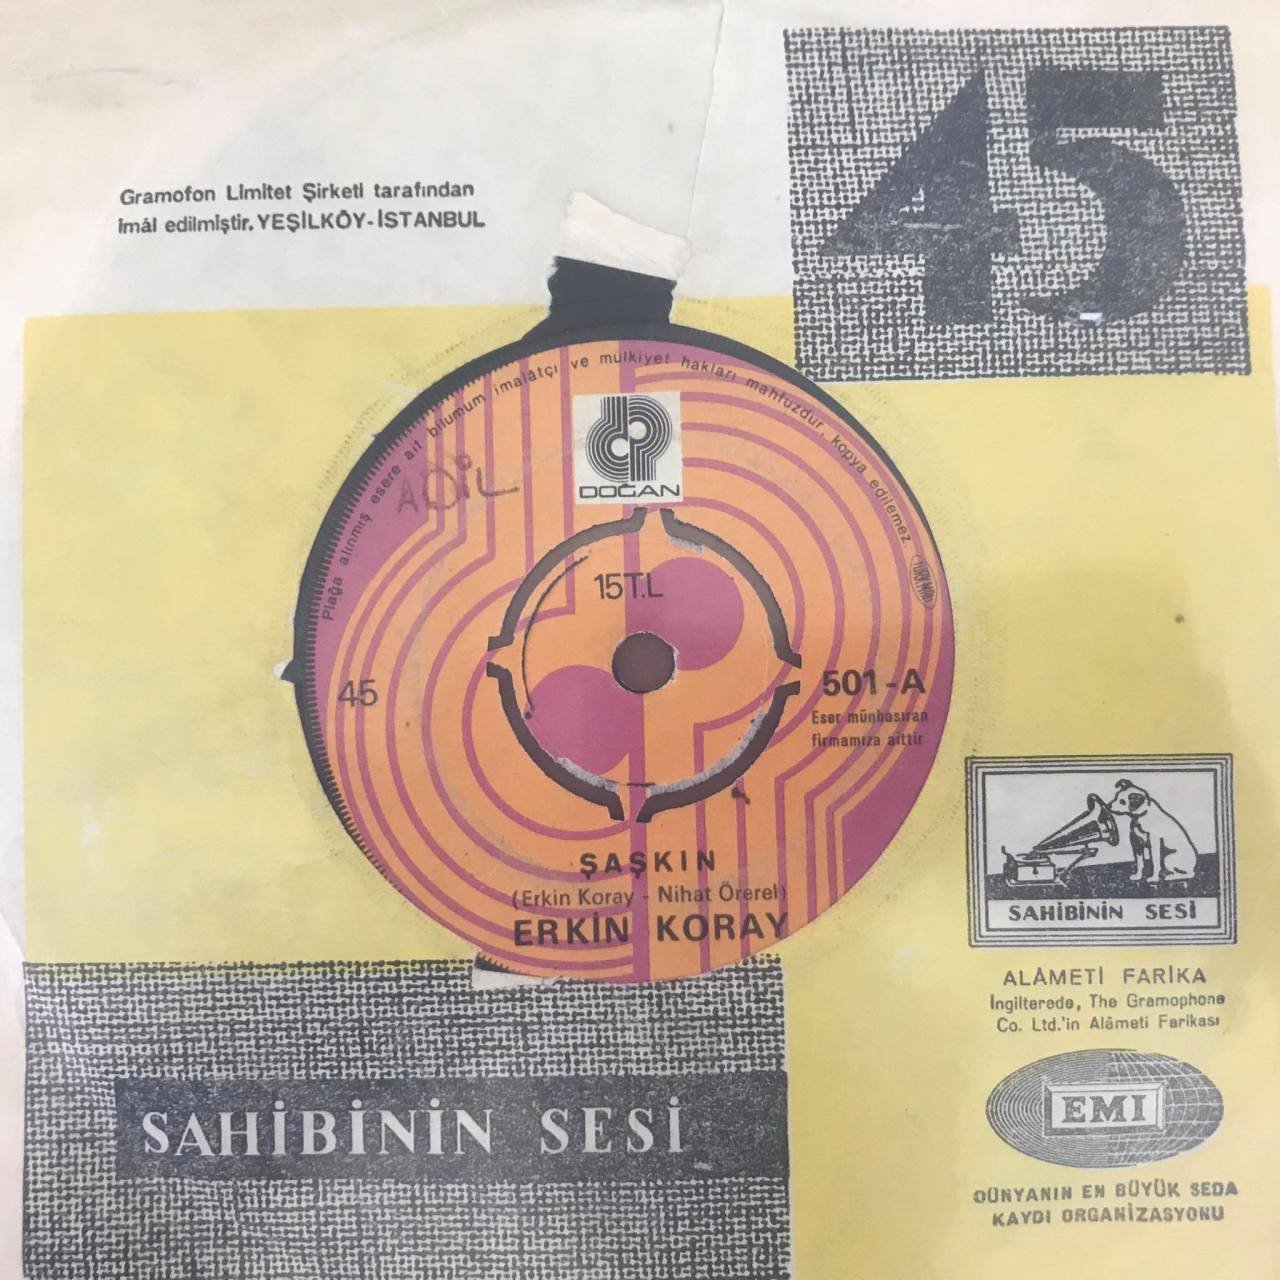 45
Gramofon Limitet Şirketi tarafından
imâl edilmiştir. YEŞİLKÖY-İSTANBUL
Plağa alınmış esere ait bilumum imalâtçı ve mülkiyet hakları mahfuzdur, kopya edilemez.
DOĞAN
ADİL
15T.L
45
501-A
Eser münhasıran
firmamıza aittir
ŞAŞKIN
(Erkin Koray - Nihat Örerel)
ERKİN KORAY
SAHİBİNİN SESİ
ALÂMETİ FARİKA
İngilterede, The Gramophone
Co. Ltd.'in Alâmeti Farikası
EMI
DÜNYANIN EN BÜYÜK SEDA
KAYDI ORGANİZASYONU
SAHİBİNİN SESİ